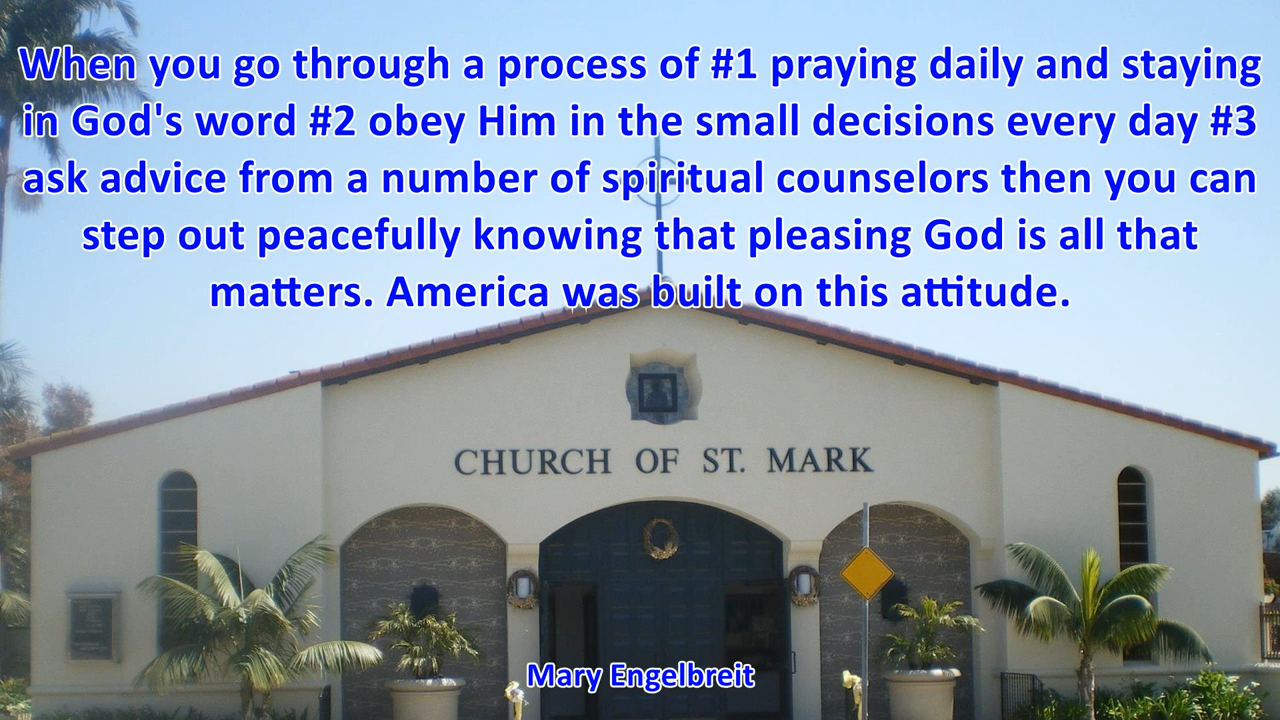 When you go through a process of #1 praying daily and staying
in God's word #2 obey Him in the small decisions every day #3
ask advice from a number of spiritual counselors then you can
step out peacefully knowing that pleasing God is all that
matters. America was built on this attitude.
CHURCH OF ST. MARK
Mary Engelbreit